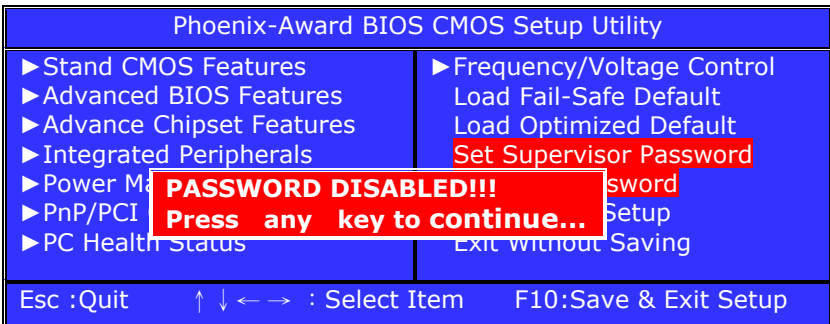 Phoenix-Award BIOS CMOS Setup Utility
►Stand CMOS Features
►Advanced BIOS Features
►Advance Chipset Features
►Integrated Peripherals
►Power
►PnP/PCI
►PC Health Status
►Frequency/Voltage Control
Load Fail-Safe Default
Load Optimized Default
Set Supervisor Password
Setup
Exit Without Saving
PASSWORD DISABLED!!!
Press any key to continue...
Esc :Quit ↑↓←→ :Select Item F10:Save & Exit Setup